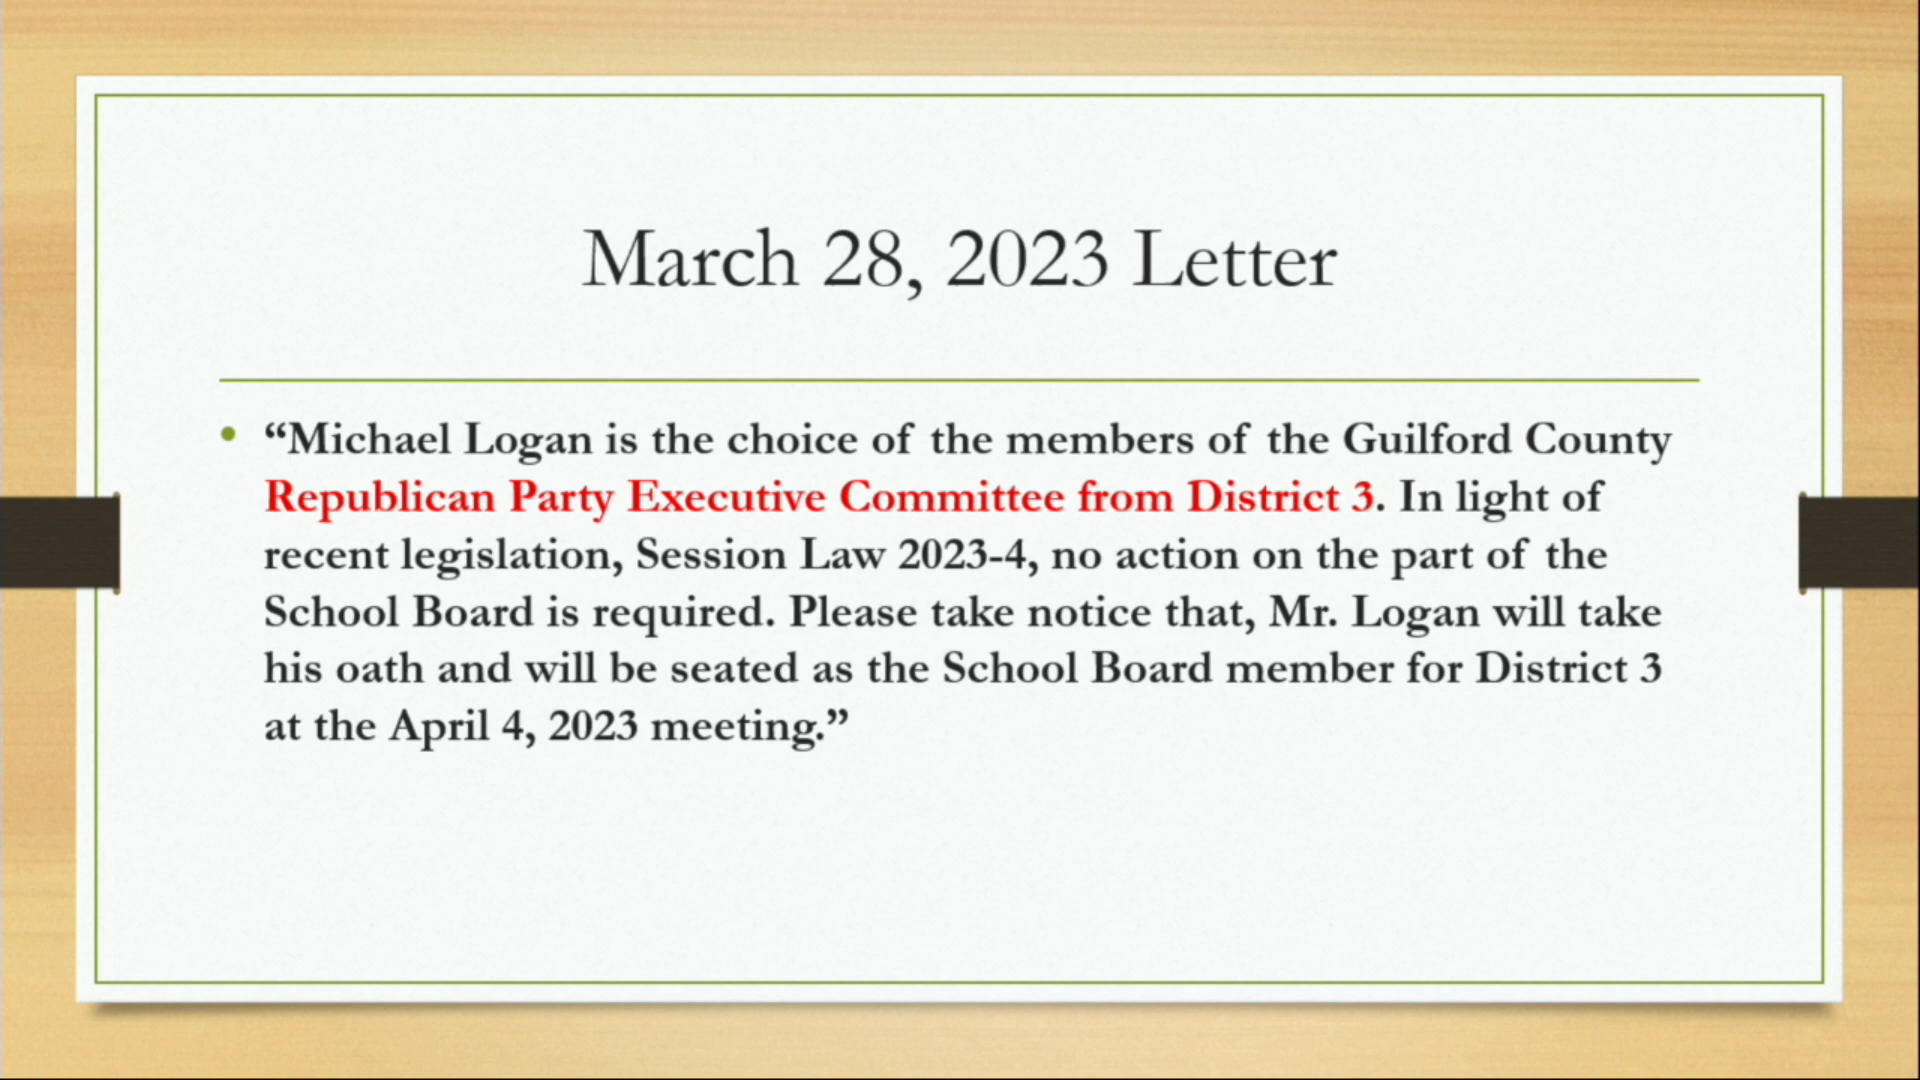 March 28, 2023 Letter
• “Michael Logan is the choice of the members of the Guilford County
Republican Party Executive Committee from District 3. In light of
recent legislation, Session Law 2023-4, no action on the part of the
School Board is required. Please take notice that, Mr. Logan will take
his oath and will be seated as the School Board member for District 3
at the April 4, 2023 meeting.”